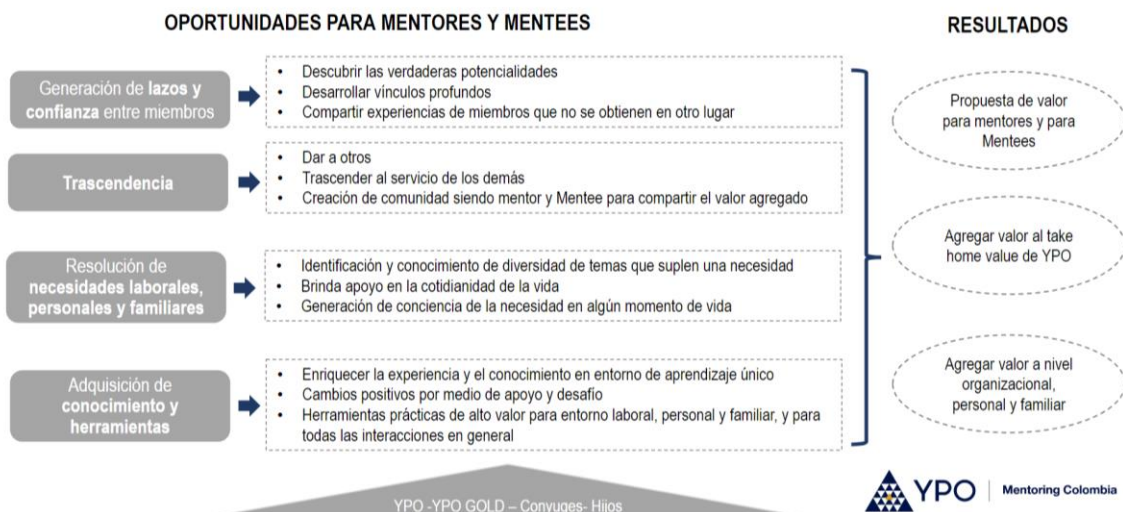 OPORTUNIDADES PARA MENTORES Y MENTEES
RESULTADOS
Generación de lazos y
confianza entre miembros
• Descubrir las verdaderas potencialidades
• Desarrollar vínculos profundos
• Compartir experiencias de miembros que no se obtienen en otro lugar
Trascendencia
• Dar a otros
• Trascender al servicio de los demás
• Creación de comunidad siendo mentor y Mentee para compartir el valor agregado
Resolución de
necesidades laborales,
personales y familiares
• Identificación y conocimiento de diversidad de temas que suplen una necesidad
• Brinda apoyo en la cotidianidad de la vida
• Generación de conciencia de la necesidad en algún momento de vida
Adquisición de
conocimiento y
herramientas
• Enriquecer la experiencia y el conocimiento en entorno de aprendizaje único
• Cambios positivos por medio de apoyo y desafío
• Herramientas prácticas de alto valor para entorno laboral, personal y familiar, y para
todas las interacciones en general
Propuesta de valor
para mentores y para
Mentees
Agregar valor al take
home value de YPO
Agregar valor a nivel
organizacional,
personal y familiar
YPO -YPO GOLD – Conyuges- Hijos
YPO | Mentoring Colombia